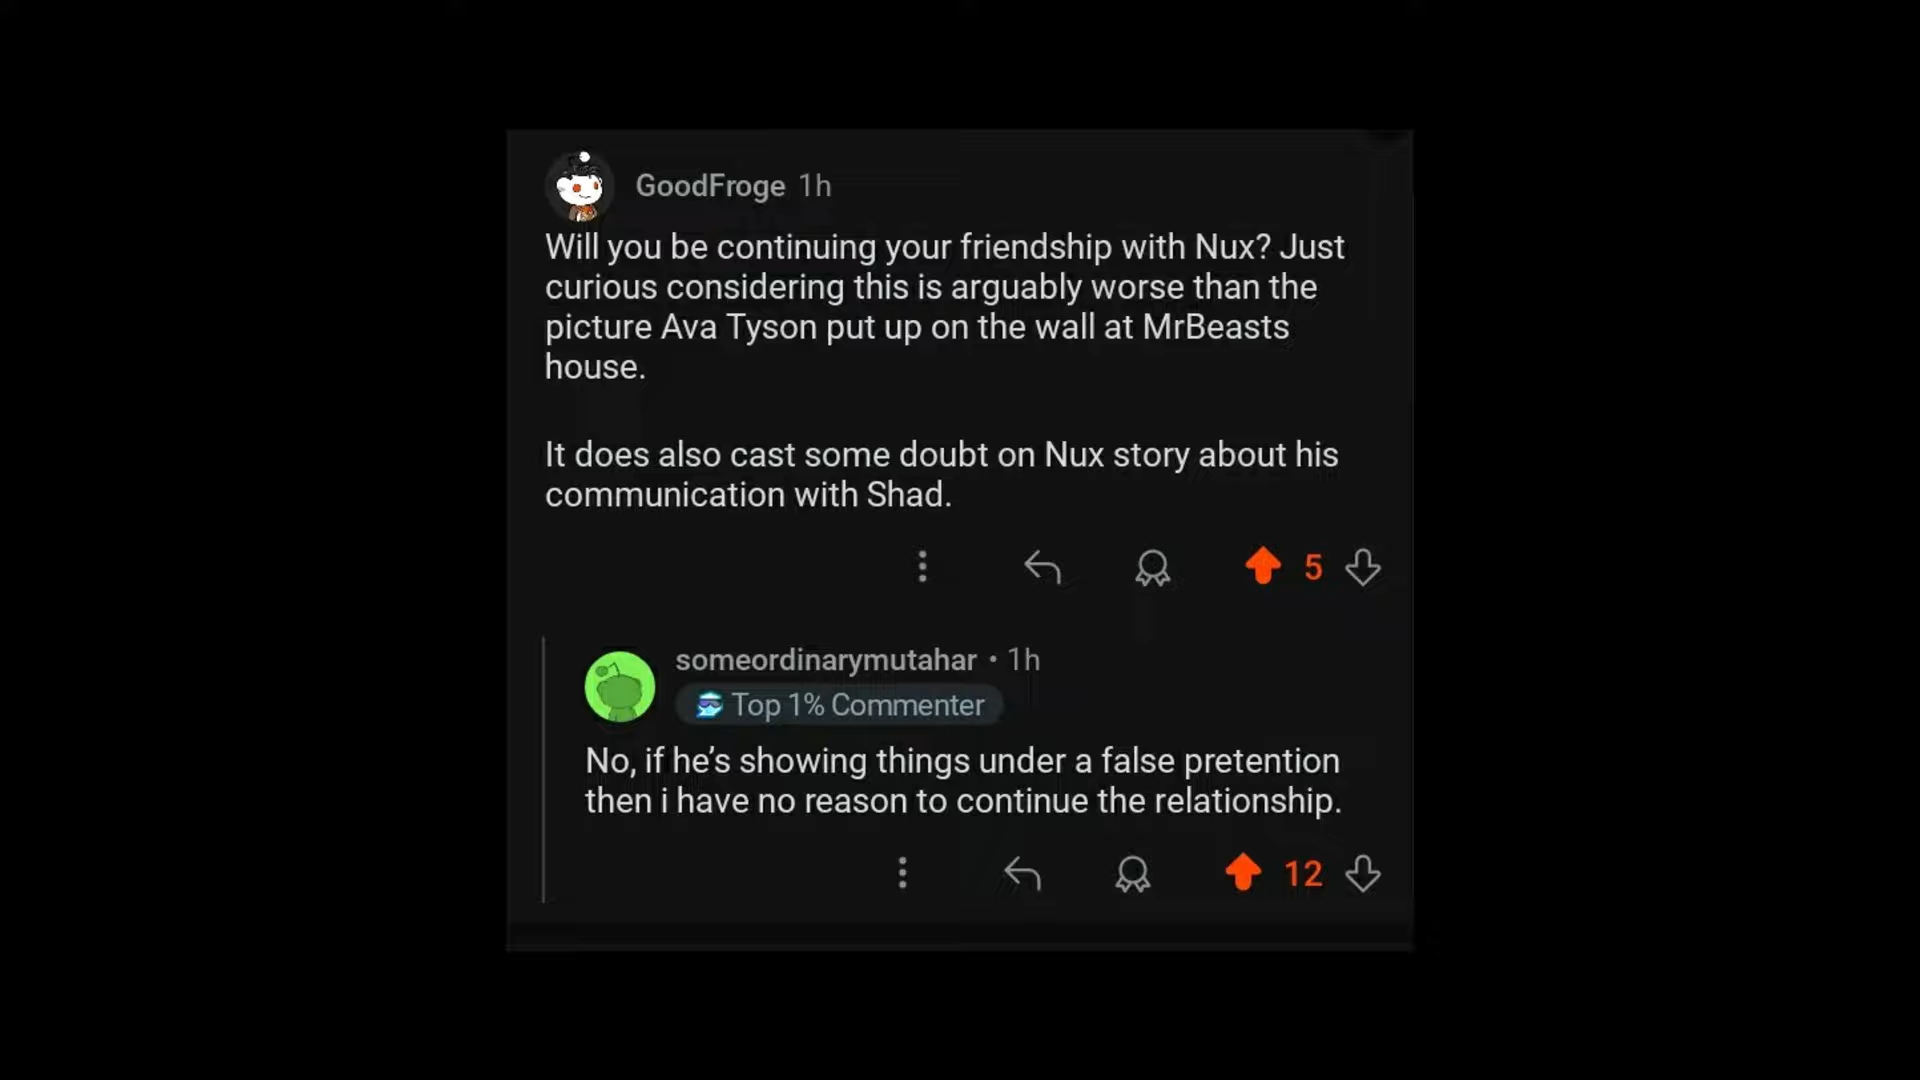 GoodFroge 1h
Will you be continuing your friendship with Nux? Just
curious considering this is arguably worse than the
picture Ava Tyson put up on the wall at MrBeasts
house.
It does also cast some doubt on Nux story about his
communication with Shad.
5
someordinarymutahar • 1h
Top 1% Commenter
No, if he's showing things under a false pretention
then i have no reason to continue the relationship.
12